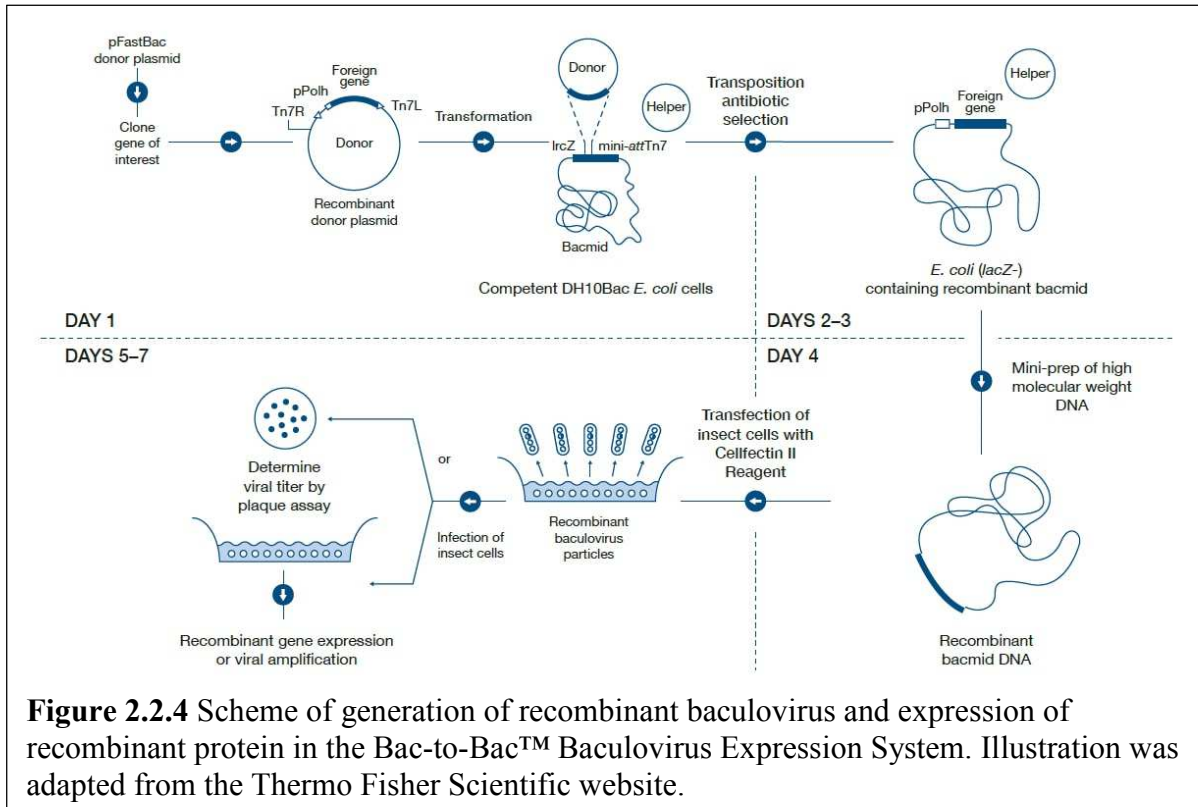 pFastBac
donor plasmid
Clone
gene of
interest
Foreign
gene
pPolh
Tn7R
Tn7L
Donor
Recombinant
donor plasmid
Transformation
Donor
Helper
lrcZ
mini-attTn7
Bacmid
Competent DH10Bac E. coli cells
Transposition
antibiotic
selection
Helper
Foreign
gene
pPolh
E. coli (lacZ-)
containing recombinant bacmid
DAY 1
DAYS 2–3
DAYS 5–7
DAY 4
Mini-prep of high
molecular weight
DNA
Recombinant
bacmid DNA
Transfection of
insect cells with
Cellfectin II
Reagent
Recombinant
baculovirus
particles
Infection of
insect cells
or
Determine
viral titer by
plaque assay
Recombinant gene expression
or viral amplification
Figure 2.2.4 Scheme of generation of recombinant baculovirus and expression of
recombinant protein in the Bac-to-Bac™ Baculovirus Expression System. Illustration was
adapted from the Thermo Fisher Scientific website.